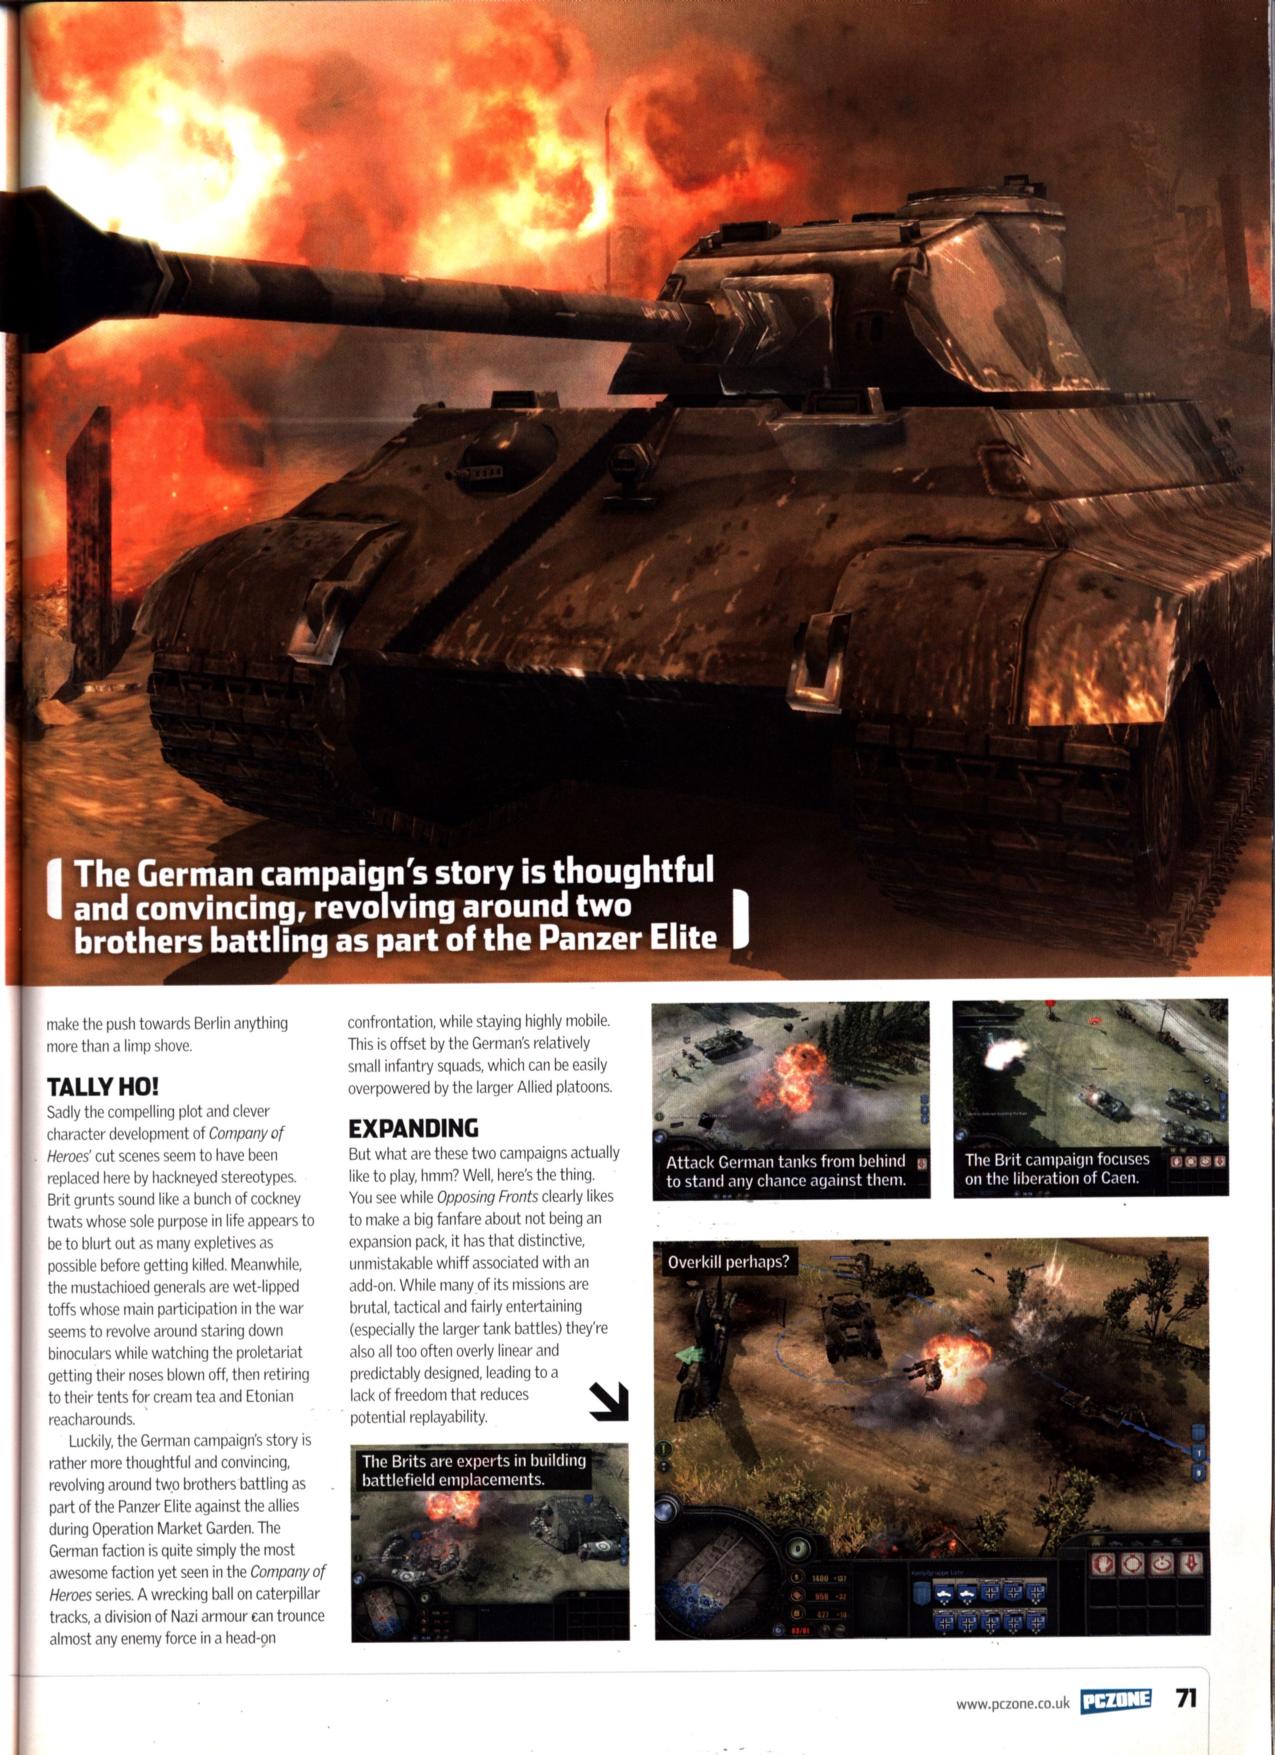 The German campaign's story is thoughtful
and convincing, revolving around two
brothers battling as part of the Panzer Elite
make the push towards Berlin anything
more than a limp shove.
TALLY HO!
Sadly the compelling plot and clever
character development of Company of
Heroes' cut scenes seem to have been
replaced here by hackneyed stereotypes.
Brit grunts sound like a bunch of cockney
twats whose sole purpose in life appears to
be to blurt out as many expletives as
possible before getting killed. Meanwhile,
the mustachioed generals are wet-lipped
toffs whose main participation in the war
seems to revolve around staring down
binoculars while watching the proletariat
getting their noses blown off, then retiring
to their tents for cream tea and Etonian
reacharounds.
Luckily, the German campaign's story is
rather more thoughtful and convincing,
revolving around two brothers battling as
part of the Panzer Elite against the allies
during Operation Market Garden. The
German faction is quite simply the most
awesome faction yet seen in the Company of
Heroes series. A wrecking ball on caterpillar
tracks, a division of Nazi armour can trounce
almost any enemy force in a head-on
confrontation, while staying highly mobile.
This is offset by the German's relatively
small infantry squads, which can be easily
overpowered by the larger Allied platoons.
EXPANDING
But what are these two campaigns actually
like to play, hmm? Well, here's the thing.
You see while Opposing Fronts clearly likes
to make a big fanfare about not being an
expansion pack, it has that distinctive,
unmistakable whiff associated with an
add-on. While many of its missions are
brutal, tactical and fairly entertaining
(especially the larger tank battles) they're
also all too often overly linear and
predictably designed, leading to a
lack of freedom that reduces
potential replayability.
The Brits are experts in building
battlefield emplacements.
Attack German tanks from behind
to stand any chance against them.
The Brit campaign focuses
on the liberation of Caen.
Overkill perhaps?
www.pczone.co.uk PCZONE 71